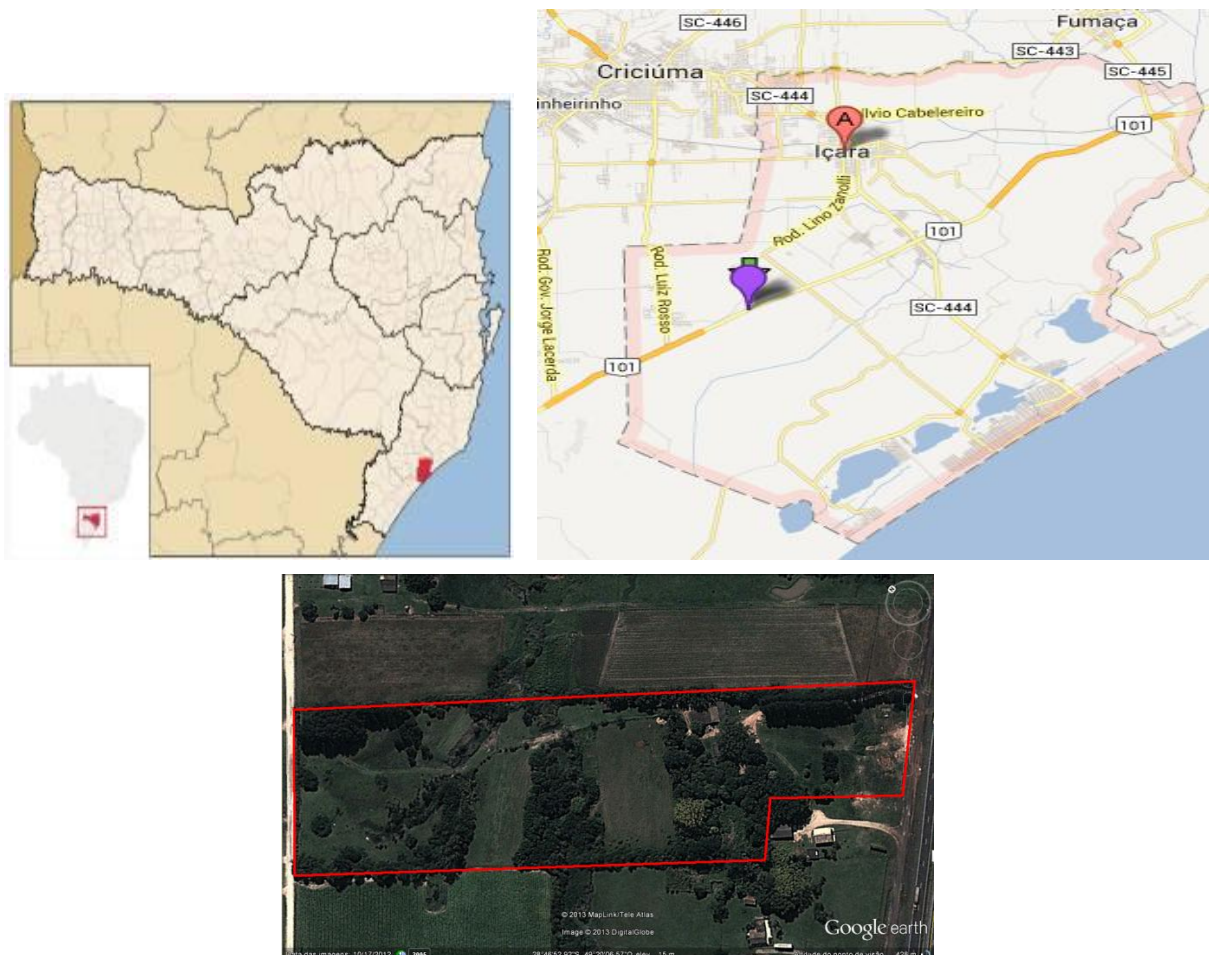 SC-446
Fumaça
SC-443
Criciúma
SC-445
inheirinho
SC-444
lvio Cabelereiro
A
101
Içara
Rod. Lino Zanolli
101
Rod. Gov. Jorge Lacerda
Rod. Luiz Rosso
SC-444
101
© 2013 MapLink/Tele Atlas
Image © 2013 DigitalGlobe
Google earth